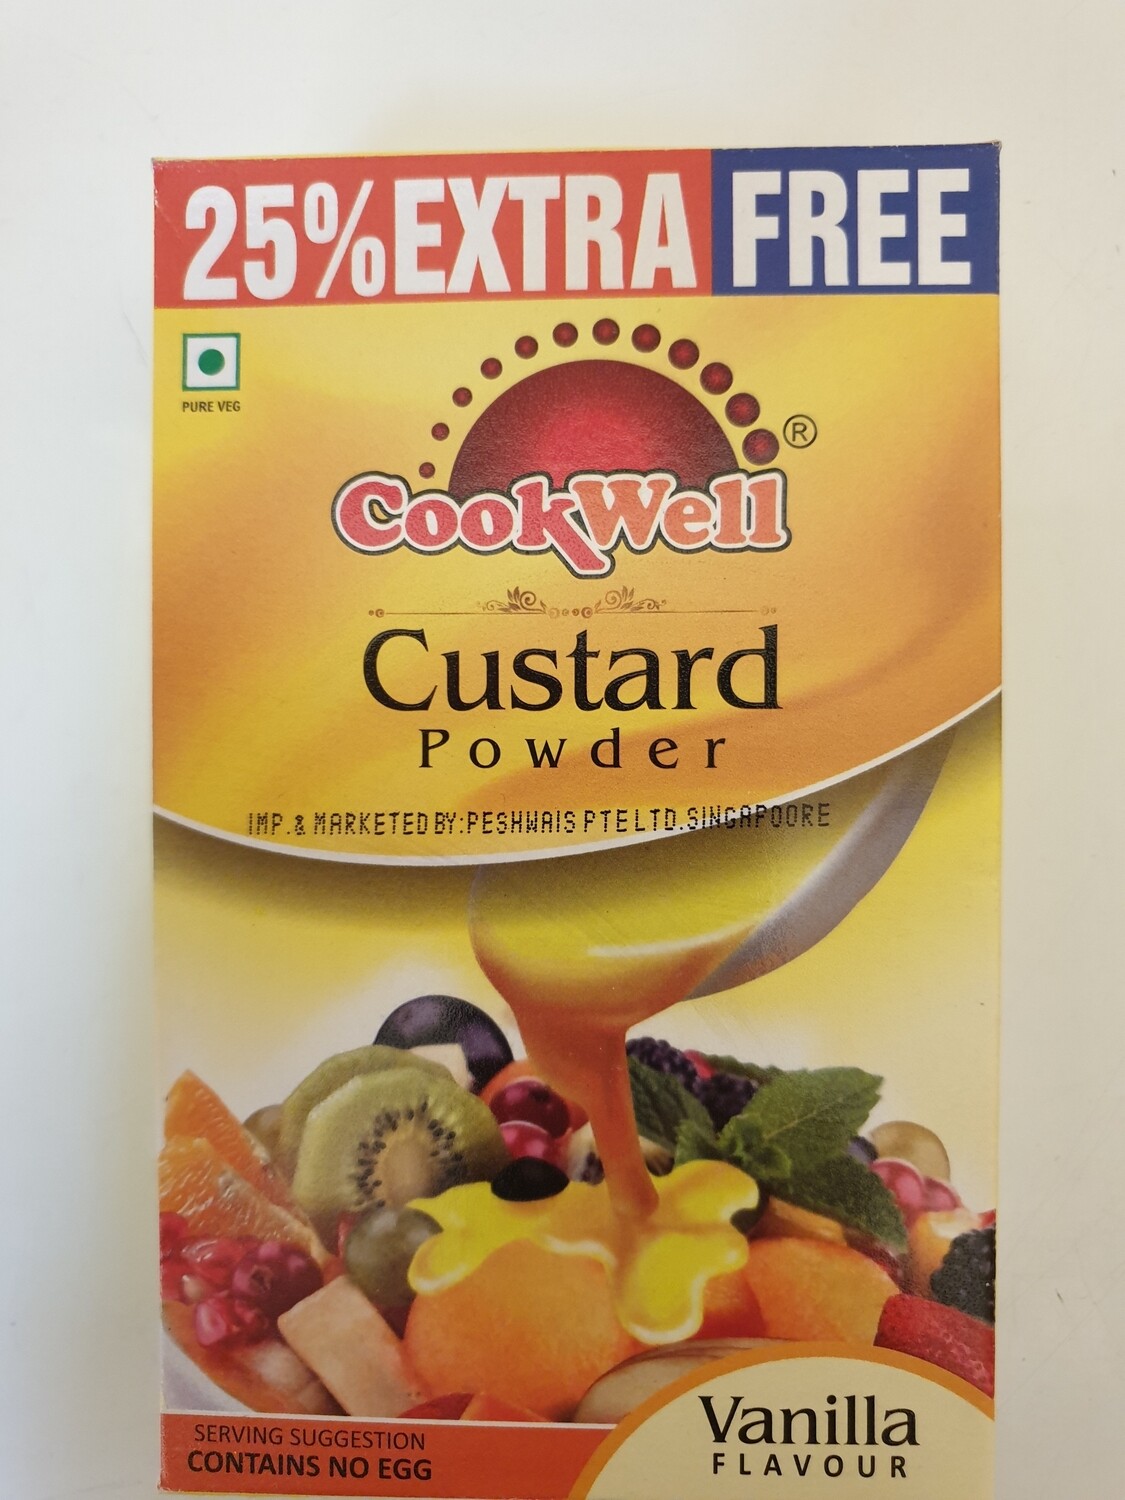 25% EXTRA FREE
PURE VEG
®
CookWell
Custard
Powder
IMP.& MARKETED BY:PESHWAIS PTE LTD.SINGAPOORE
SERVING SUGGESTION
CONTAINS NO EGG
Vanilla
FLAVOUR